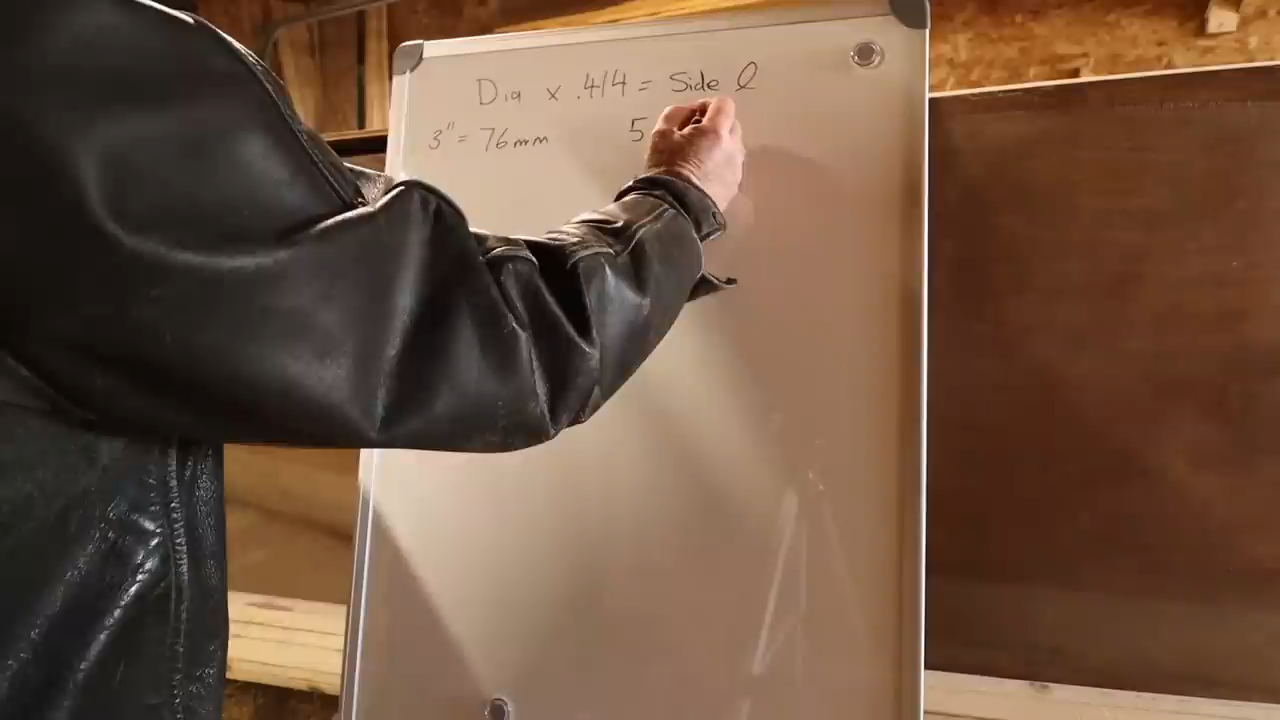 Dia x .414 = Side l
3" = 76mm 5